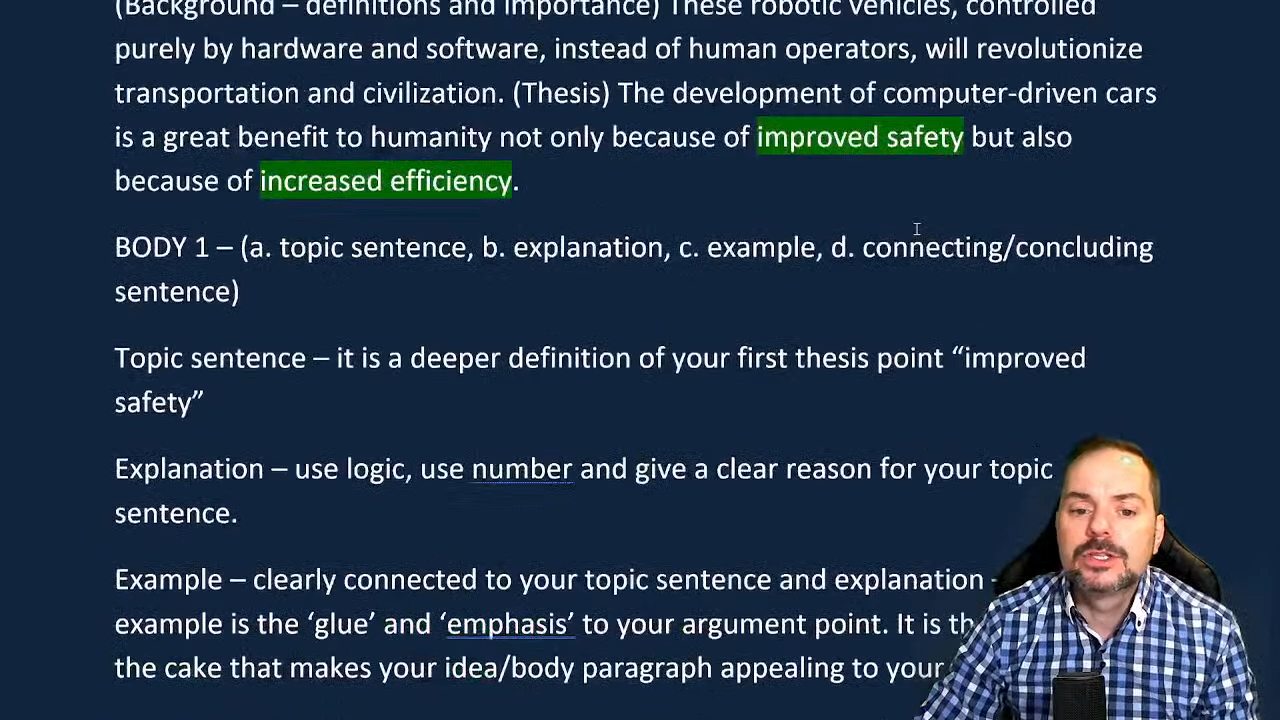 (Background – definitions and importance) These robotic vehicles, controlled
purely by hardware and software, instead of human operators, will revolutionize
transportation and civilization. (Thesis) The development of computer-driven cars
is a great benefit to humanity not only because of improved safety but also
because of increased efficiency.
BODY 1 – (a. topic sentence, b. explanation, c. example, d. connecting/concluding
sentence)
Topic sentence – it is a deeper definition of your first thesis point “improved
safety”
Explanation – use logic, use number and give a clear reason for your topic
sentence.
Example – clearly connected to your topic sentence and explanation –
example is the ‘glue’ and ‘emphasis’ to your argument point. It is
the cake that makes your idea/body paragraph appealing to your